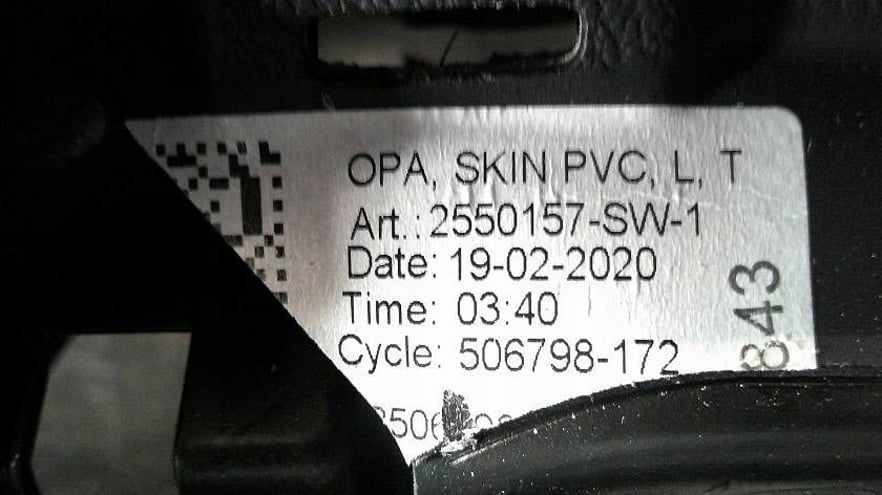 OPA, SKIN PVC, L, T
Art.: 2550157-SW-1
Date: 19-02-2020
Time: 03:40
Cycle: 506798-172
843